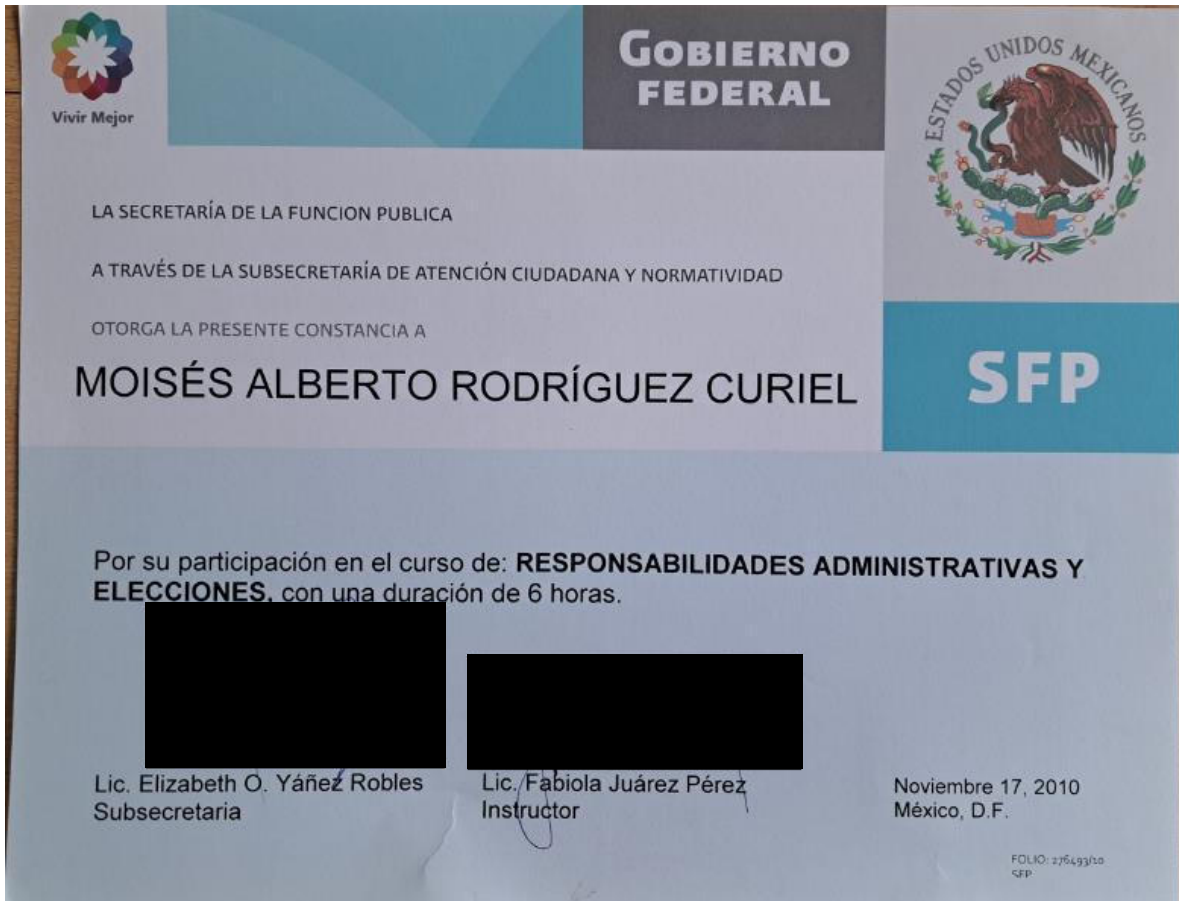 Vivir Mejor
GOBIERNO
FEDERAL
ESTADOS UNIDOS MEXICANOS
LA SECRETARÍA DE LA FUNCION PUBLICA
A TRAVÉS DE LA SUBSECRETARÍA DE ATENCIÓN CIUDADANA Y NORMATIVIDAD
OTORGA LA PRESENTE CONSTANCIA A
MOISÉS ALBERTO RODRÍGUEZ CURIEL
SFP
Por su participación en el curso de: RESPONSABILIDADES ADMINISTRATIVAS Y
ELECCIONES, con una duración de 6 horas.
Lic. Elizabeth O. Yáñez Robles
Subsecretaria
Lic. Fabiola Juárez Pérez
Instructor
Noviembre 17, 2010
México, D.F.
FOLIO: 276493/10
SFP